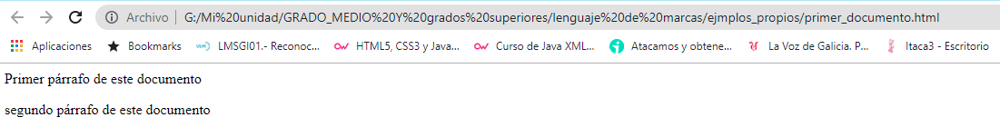 Archivo | G:/Mi%20unidad/GRADO_MEDIO%20Y%20grados%20superiores/lenguaje%20de%20marcas/ejmplos_propios/primer_documento.html
Aplicaciones Bookmarks LMSGI01.- Reconoc... HTML5, CSS3 y Java... Curso de Java XML... Atacamos y obtene... La Voz de Galicia. P... Itaca3 - Escritorio
Primer párrafo de este documento
segundo párrafo de este documento